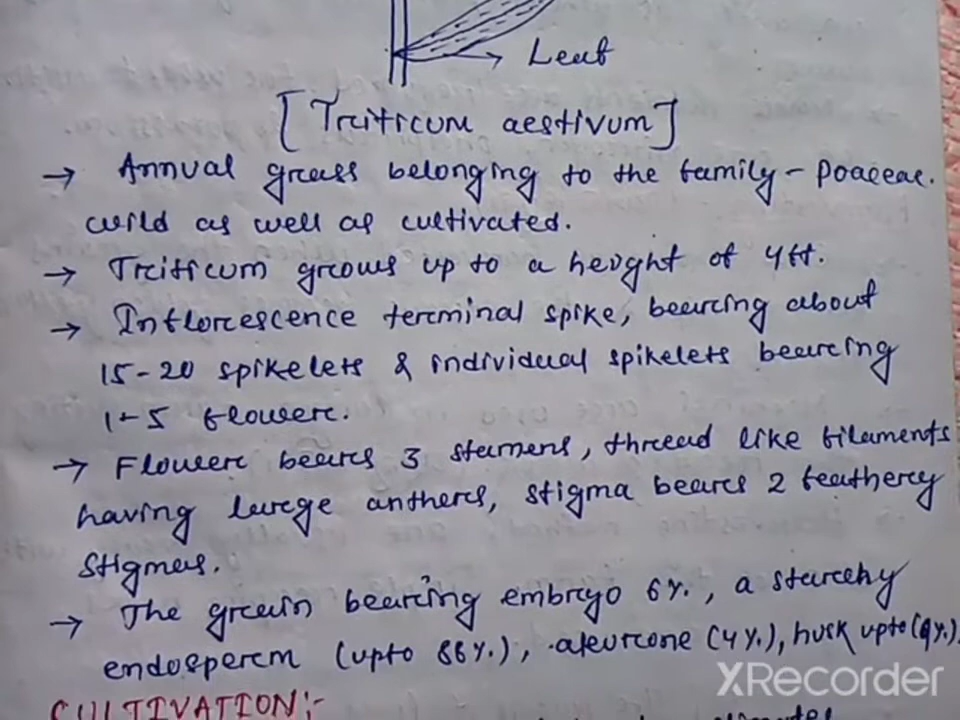 → Leaf
[Triticum aestivum]
→ Annual grass belonging to the family - Poaceae.
wild as well as cultivated.
→ Triticum grows up to a height of 4ft.
→ Inflorescence terminal spike, bearing about
15-20 spikelets & individual spikelets bearing
1-5 flower.
→ Flower bears 3 stamens, thread like filaments
having large anthers, stigma bears 2 feathery
stigmas.
→ The grain bearing embryo 6%, a starchy
endosperm (upto 86%), aleurone (4%), husk upto (9%).
CULTIVATION:-
XRecorder